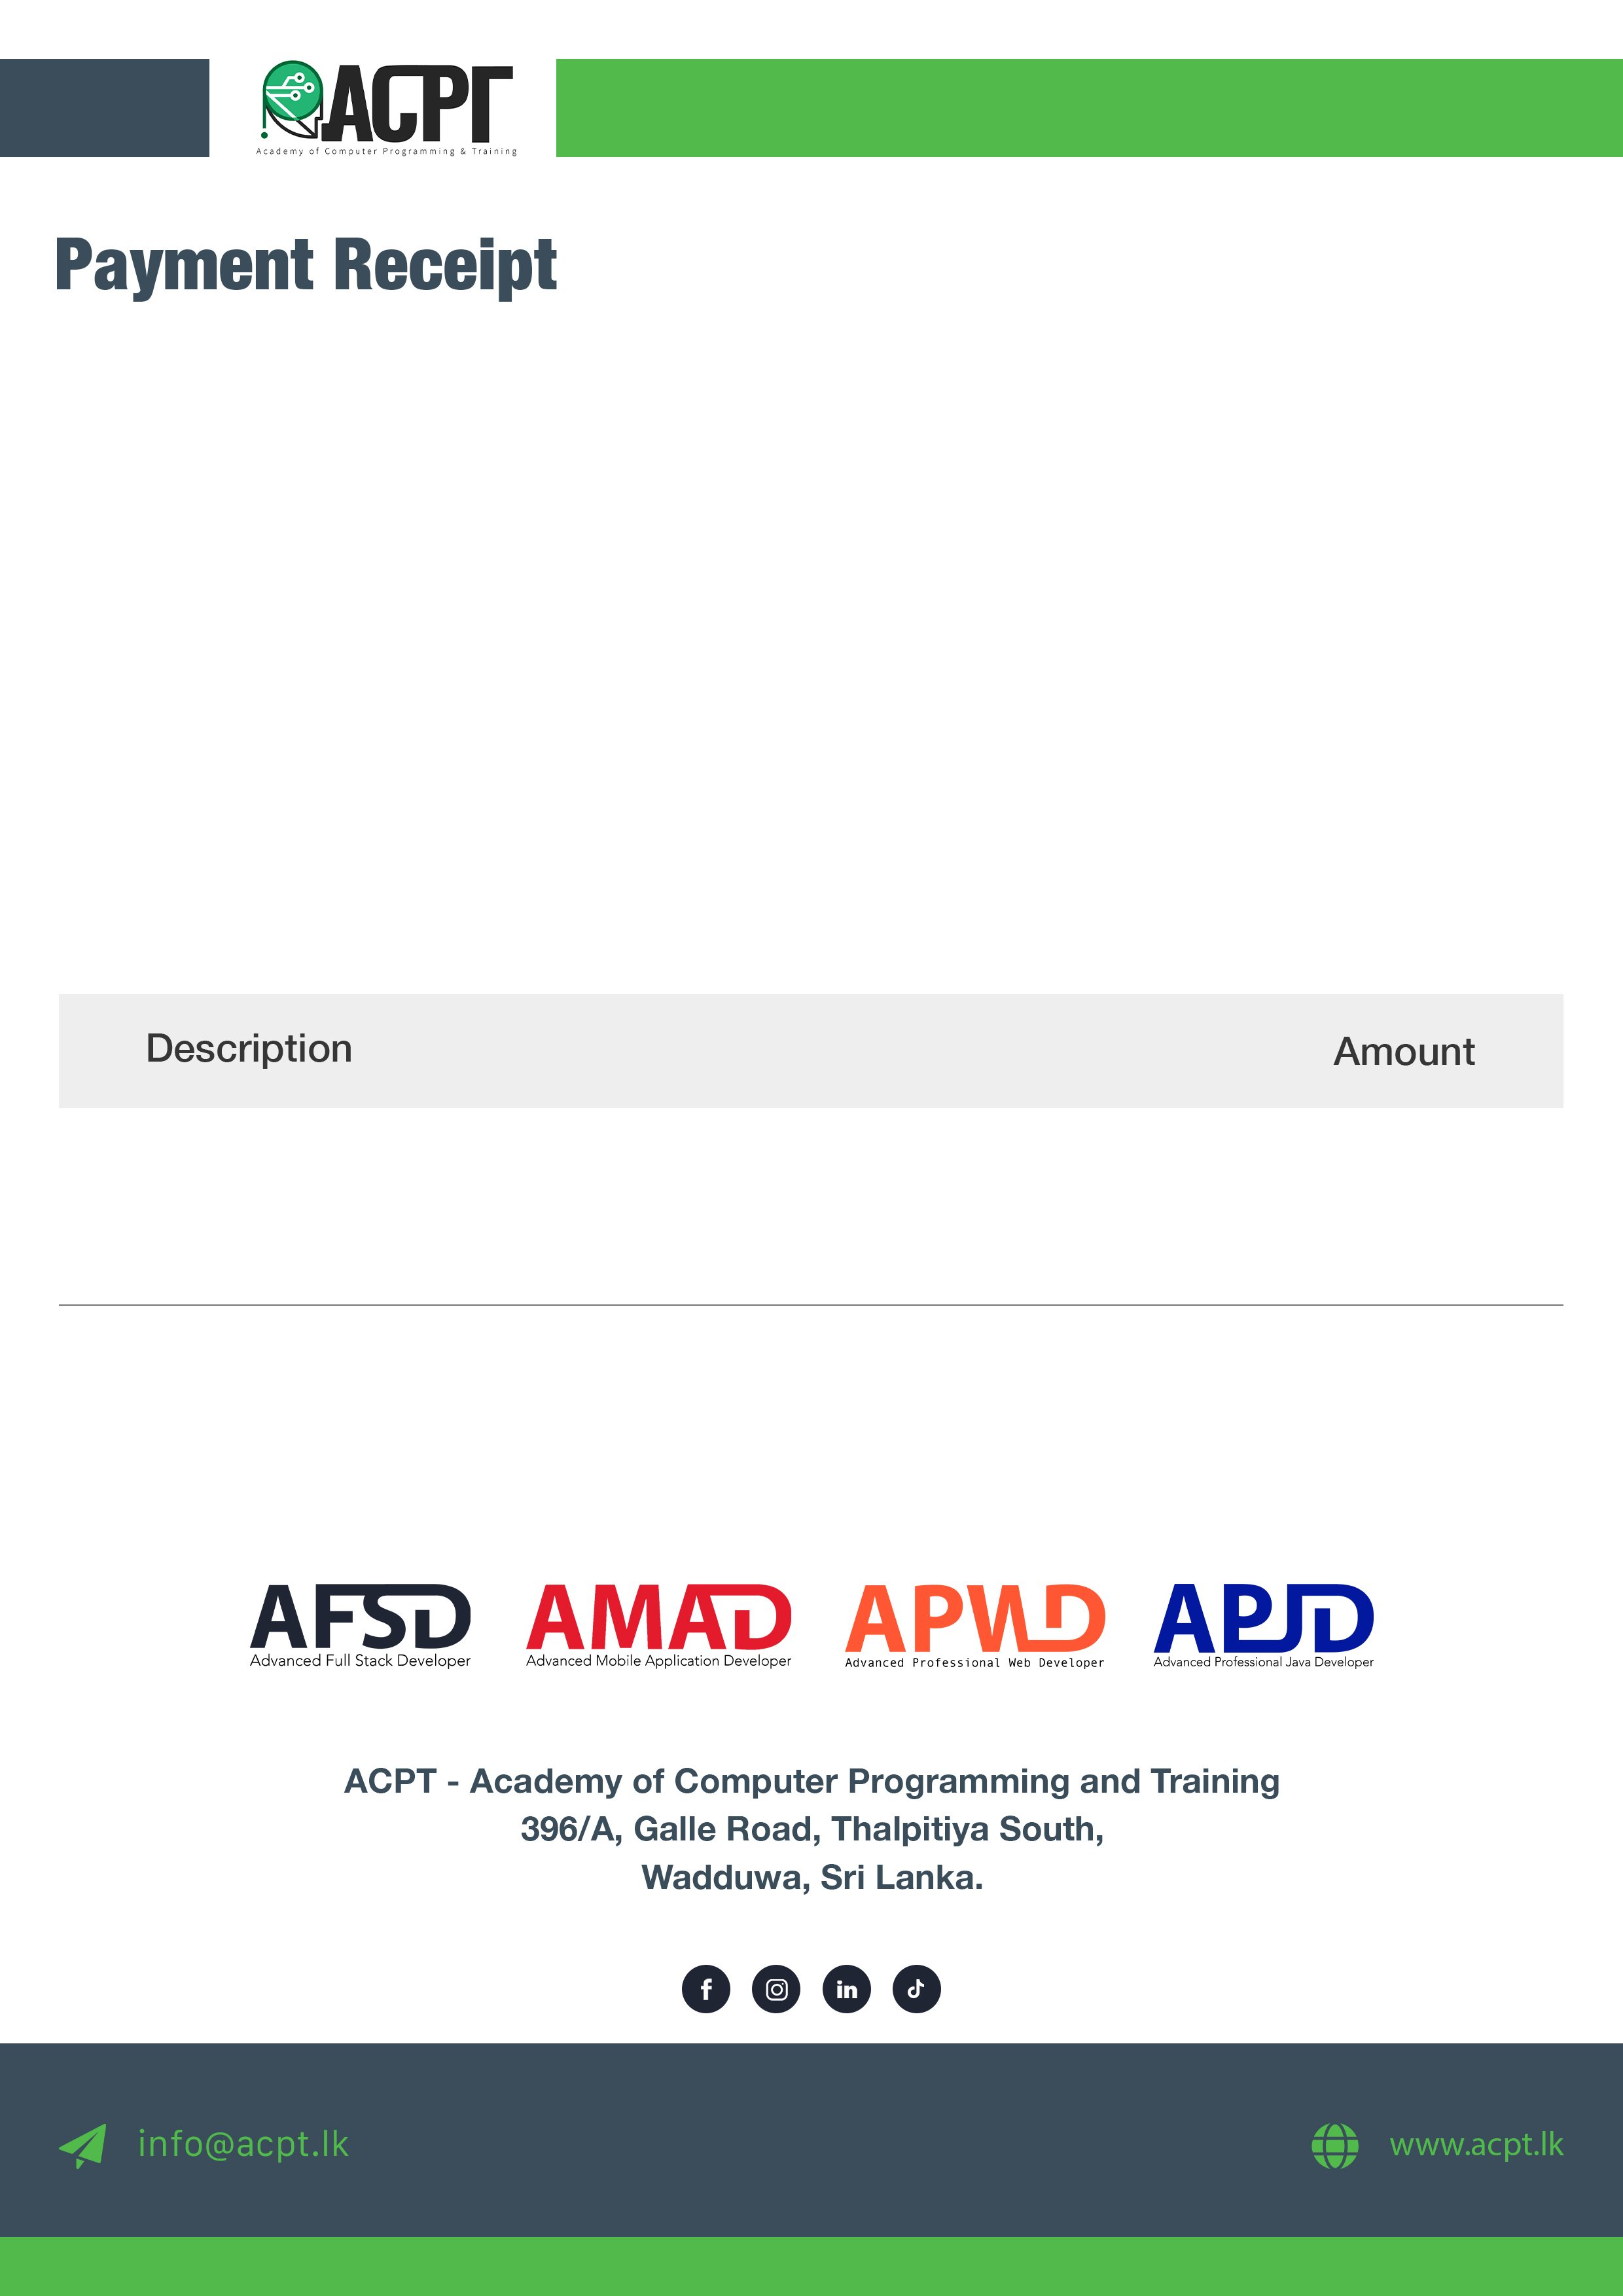 ACPT
Academy of Computer Programming & Training
Payment Receipt
Description Amount
AFSD AMAD APWD APJD
Advanced Full Stack Developer Advanced Mobile Application Developer Advanced Professional Web Developer Advanced Professional Java Developer
ACPT - Academy of Computer Programming and Training
396/A, Galle Road, Thalpitiya South,
Wadduwa, Sri Lanka.
info@acpt.lk www.acpt.lk